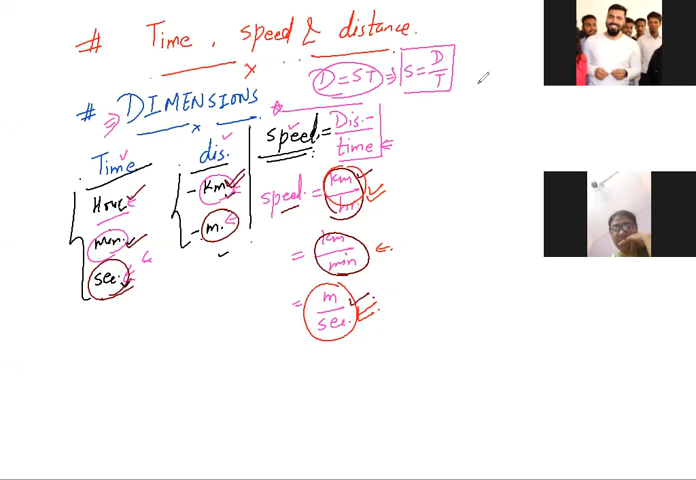 # Time, speed & distance.
D = ST ⇒ S = D/T
# DIMENSIONS
speed = Dis.-/time
Time
Hour
min.
sec.
dis.
- Km
- m.
speed = km/hr
= km/min
= m/sec.